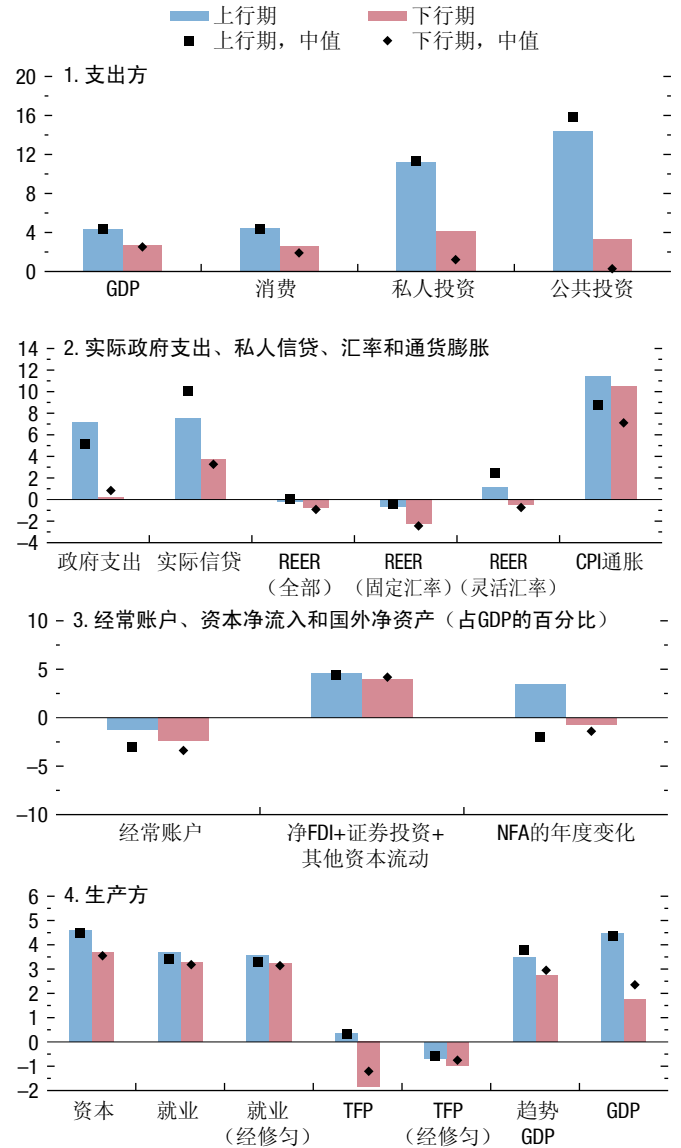 上行期 下行期
上行期，中值 下行期，中值
1. 支出方
20
16
12
8
4
0
GDP 消费 私人投资 公共投资
2. 实际政府支出、私人信贷、汇率和通货膨胀
14
12
10
8
6
4
2
0
–2
–4
政府支出 实际信贷 REER REER REER CPI通胀
（全部） （固定汇率） （灵活汇率）
3. 经常账户、资本净流入和国外净资产（占GDP的百分比）
10
5
0
–5
–10
经常账户 净FDI+证券投资+ NFA的年度变化
其他资本流动
4. 生产方
6
5
4
3
2
1
0
–1
–2
资本 就业 就业 TFP TFP 趋势 GDP
（经修匀） （经修匀） GDP